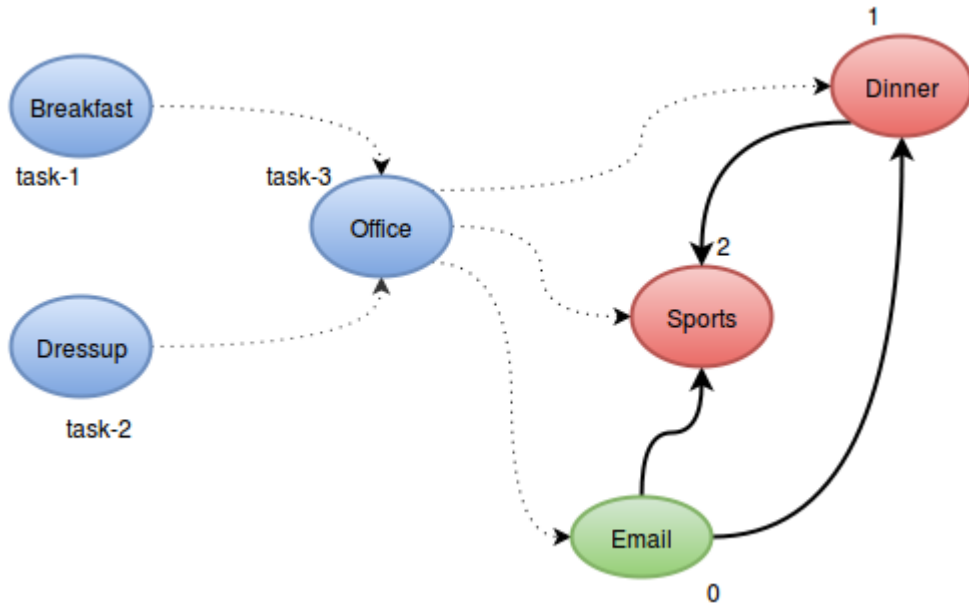 1
Dinner
Breakfast
task-1
task-3
Office
2
Sports
Dressup
task-2
Email
0